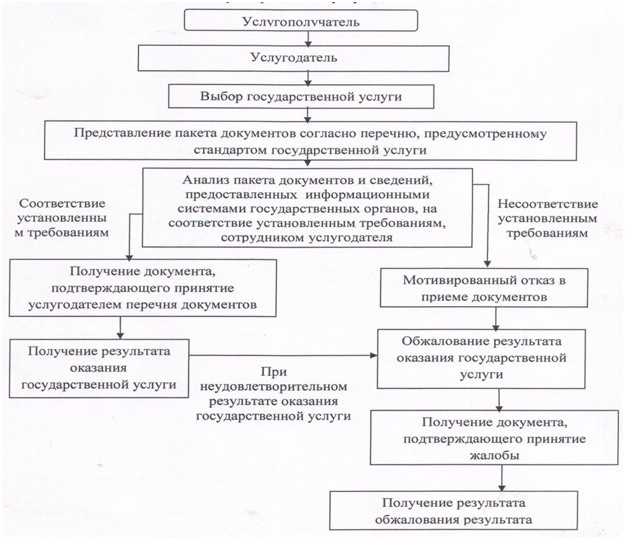 Услугополучатель
Услугодатель
Выбор государственной услуги
Представление пакета документов согласно перечню, предусмотренному
стандартом государственной услуги
Анализ пакета документов и сведений,
предоставленных информационными
системами государственных органов, на
соответствие установленным требованиям,
сотрудником услугодателя
Соответствие
установленны
м требованиям
Несоответствие
установленным
требованиям
Получение документа,
подтверждающего принятие
услугодателем перечня документов
Мотивированный отказ в
приеме документов
Получение результата
оказания
государственной услуги
При
неудовлетворительном
результате оказания
государственной услуги
Обжалование результата
оказания государственной
услуги
Получение документа,
подтверждающего принятие
жалобы
Получение результата
обжалования результата